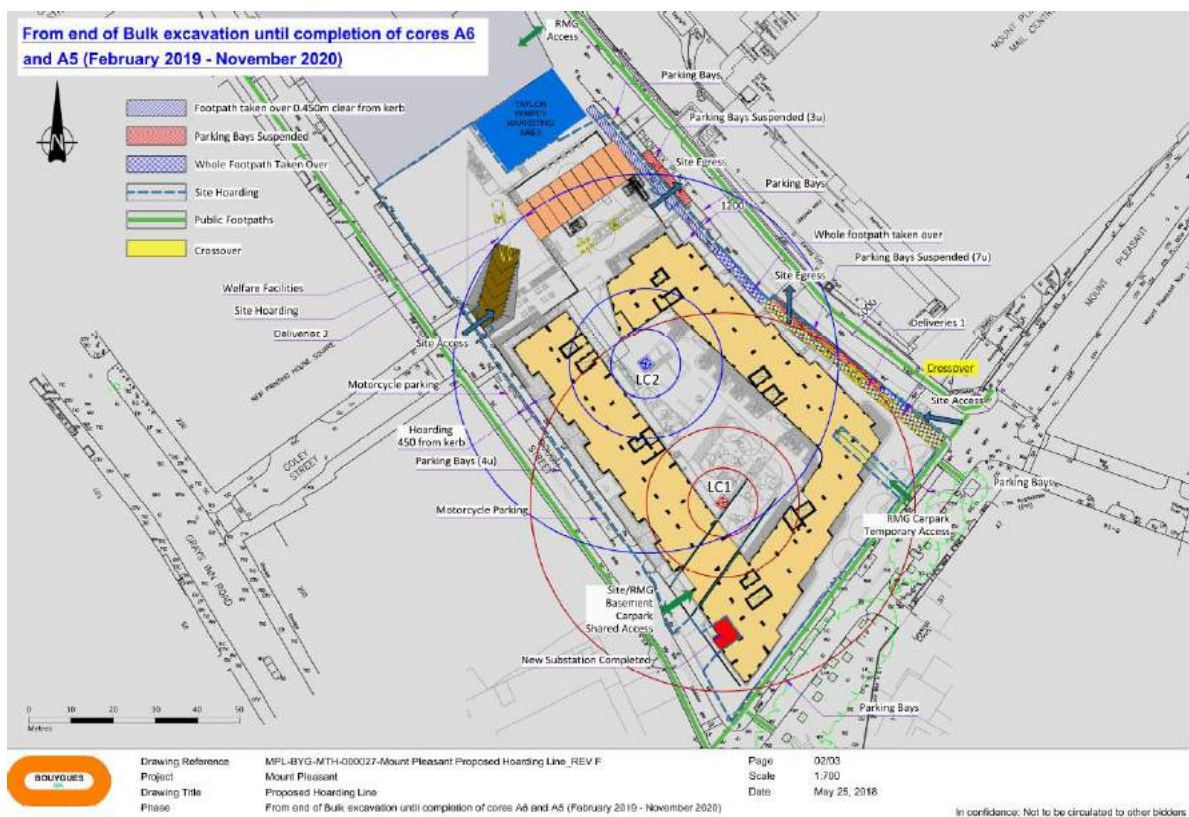 From end of Bulk excavation until completion of cores A6
and A5 (February 2019 - November 2020)
N
Footpath taken over 0.450m clear from kerb
Parking Bays Suspended
Whole Footpath Taken Over
Site Hoarding
Public Footpaths
Crossover
RMG
Access
TAYLOR
WIMPEY
MARKETING
AREA
Parking Bays
Parking Bays Suspended (3u)
Site Egress
Parking Bays
1200
Whole footpath taken over
Parking Bays Suspended (7u)
Site Egress
Deliveries 1
Crossover
Site Access
MOUNT
PLEASANT
Welfare Facilities
Site Hoarding
Site Access
Motorcycle parking
Hoarding
450 from kerb
Parking Bays (4u)
Motorcycle Parking
LC2
LC1
Parking Bays
RMG Carpark
Temporary Access
Site/RMG
Basement
Carpark
Shared Access
New Substation Completed
Parking Bays
COLEY
STREET
GRAYS INN ROAD
0 10 20 30 40 50
Metres
BOUYGUES
UK
Drawing Reference MPL-BYG-MTH-000027-Mount Pleasant Proposed Hoarding Line_REV F
Project Mount Pleasant
Drawing Title Proposed Hoarding Line
Phase From end of Bulk excavation until completion of cores A6 and A5 (February 2019 - November 2020)
Page 02/03
Scale 1:700
Date May 25, 2018
In confidence: Not to be circulated to other bidders